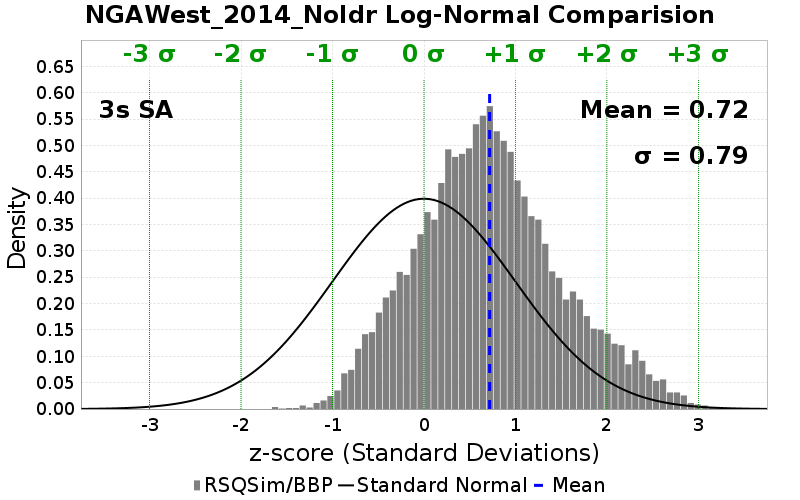 NGAWest_2014_NoIdr Log-Normal Comparision
-3 σ -2 σ -1 σ 0 σ +1 σ +2 σ +3 σ
3s SA
Mean = 0.72
σ = 0.79
Density
0.65
0.60
0.55
0.50
0.45
0.40
0.35
0.30
0.25
0.20
0.15
0.10
0.05
0.00
-3 -2 -1 0 1 2 3
z-score (Standard Deviations)
RSQSim/BBP Standard Normal Mean